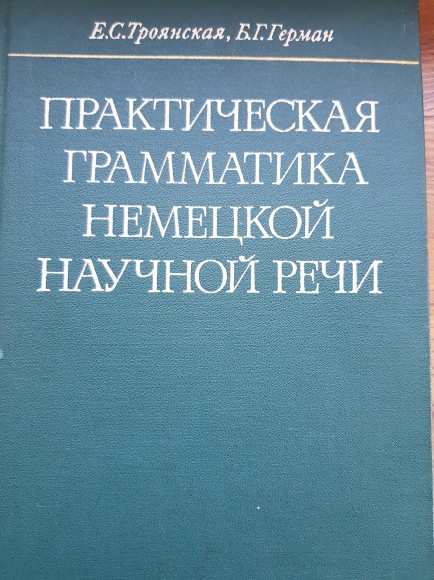 Е.С.Троянская, Б.Г.Герман
ПРАКТИЧЕСКАЯ
ГРАММАТИКА
НЕМЕЦКОЙ
НАУЧНОЙ РЕЧИ